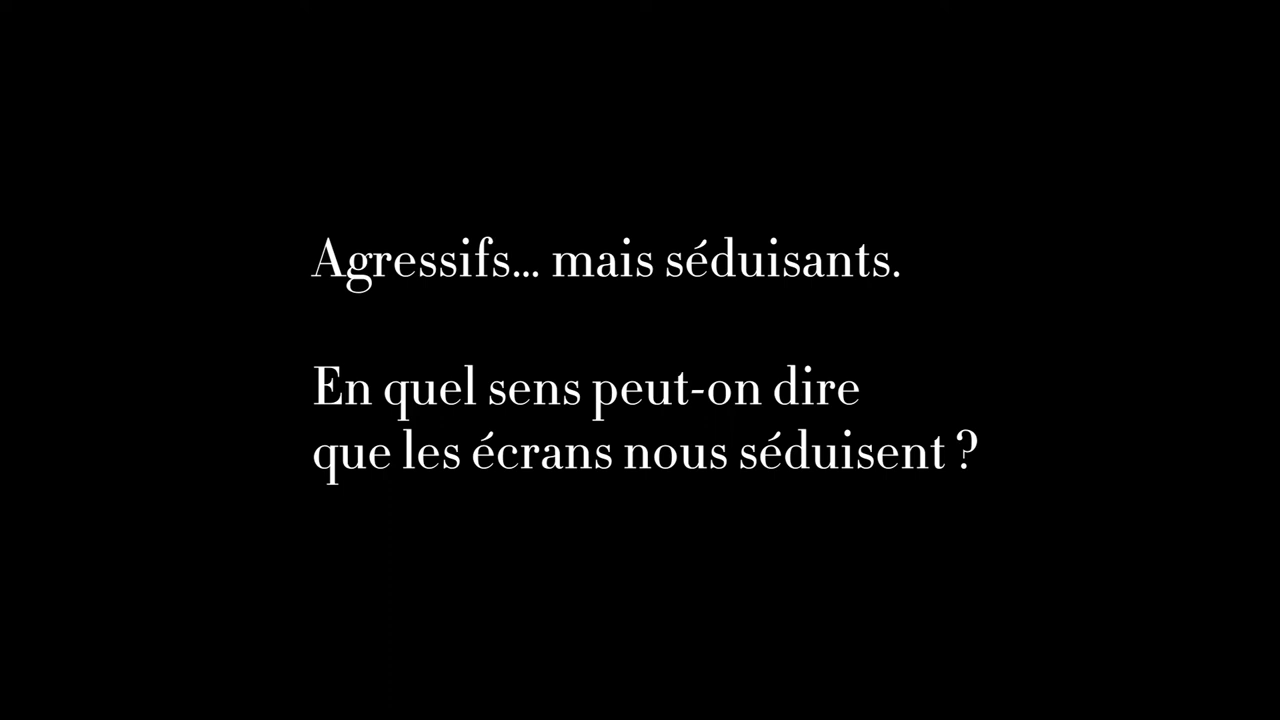 Agressifs... mais séduisants.
En quel sens peut-on dire
que les écrans nous séduisent ?